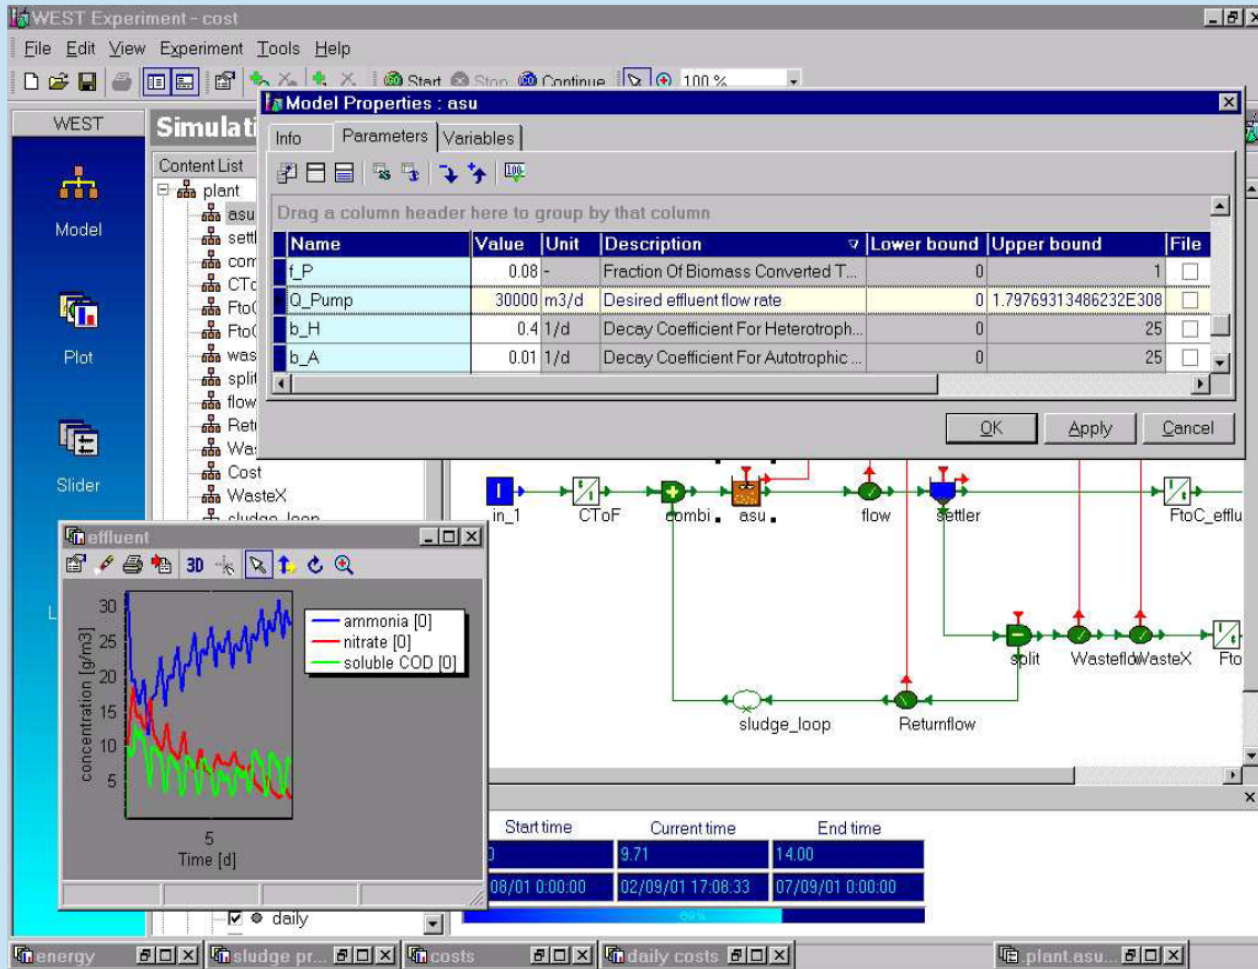 WEST Experiment - cost
File Edit View Experiment Tools Help
Start Stop Continue 100 %
Model Properties : asu
WEST
Info Parameters Variables
Content List
plant
asu
Cost
WasteX
Drag a column header here to group by that column
Name Value Unit Description Lower bound Upper bound File
f_P 0.08 - Fraction Of Biomass Converted T... 0 1
Q_Pump 30000 m3/d Desired effluent flow rate 0 1.79769313486232E308
b_H 0.4 1/d Decay Coefficient For Heterotroph... 0 25
b_A 0.01 1/d Decay Coefficient For Autotrophic ... 0 25
OK Apply Cancel
Model
Plot
Slider
in_1 CToF combi asu flow settler FtoC_efflu
split Wasteflow WasteX Fto
sludge_loop Returnflow
effluent
3D
ammonia [0]
nitrate [0]
soluble COD [0]
concentration [g/m3]
30
25
20
15
10
5
5
Time [d]
Start time Current time End time
9.71 14.00
08/01 0:00:00 02/09/01 17:08:33 07/09/01 0:00:00
69%
daily
energy sludge pr... costs daily costs plant.asu...